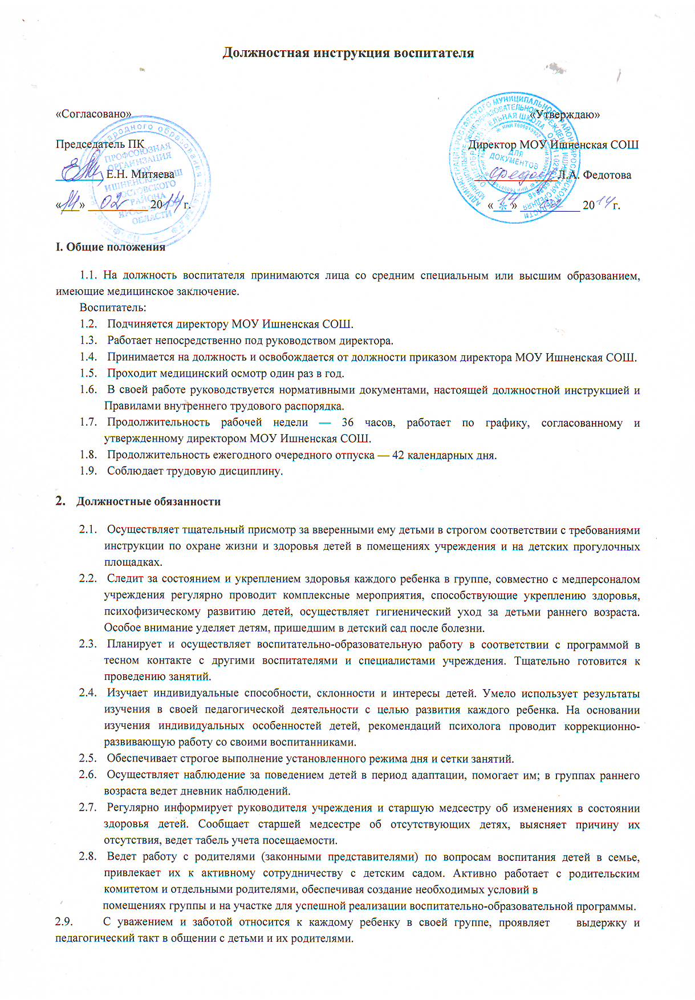 Должностная инструкция воспитателя
«Согласовано» «Утверждаю»
Председатель ПК Директор МОУ Ишненская СОШ
Е.Н. Митяева Л.А. Федотова
«14» 02 2014 г. «14» 02 2014 г.
ПРОФСОЮЗНАЯ
ОРГАНИЗАЦИЯ
МОУ
ИШНЕНСКАЯ СОШ
РОСТОВСКОГО
РАЙОНА
ЯРОСЛАВСКОЙ
ОБЛАСТИ
ДЛЯ
ДОКУМЕНТОВ
I. Общие положения
1.1. На должность воспитателя принимаются лица со средним специальным или высшим образованием,
имеющие медицинское заключение.
Воспитатель:
1.2. Подчиняется директору МОУ Ишненская СОШ.
1.3. Работает непосредственно под руководством директора.
1.4. Принимается на должность и освобождается от должности приказом директора МОУ Ишненская СОШ.
1.5. Проходит медицинский осмотр один раз в год.
1.6. В своей работе руководствуется нормативными документами, настоящей должностной инструкцией и
Правилами внутреннего трудового распорядка.
1.7. Продолжительность рабочей недели — 36 часов, работает по графику, согласованному и
утвержденному директором МОУ Ишненская СОШ.
1.8. Продолжительность ежегодного очередного отпуска — 42 календарных дня.
1.9. Соблюдает трудовую дисциплину.
2. Должностные обязанности
2.1. Осуществляет тщательный присмотр за вверенными ему детьми в строгом соответствии с требованиями
инструкции по охране жизни и здоровья детей в помещениях учреждения и на детских прогулочных
площадках.
2.2. Следит за состоянием и укреплением здоровья каждого ребенка в группе, совместно с медперсоналом
учреждения регулярно проводит комплексные мероприятия, способствующие укреплению здоровья,
психофизическому развитию детей, осуществляет гигиенический уход за детьми раннего возраста.
Особое внимание уделяет детям, пришедшим в детский сад после болезни.
2.3. Планирует и осуществляет воспитательно-образовательную работу в соответствии с программой в
тесном контакте с другими воспитателями и специалистами учреждения. Тщательно готовится к
проведению занятий.
2.4. Изучает индивидуальные способности, склонности и интересы детей. Умело использует результаты
изучения в своей педагогической деятельности с целью развития каждого ребенка. На основании
изучения индивидуальных особенностей детей, рекомендаций психолога проводит коррекционно-
развивающую работу со своими воспитанниками.
2.5. Обеспечивает строгое выполнение установленного режима дня и сетки занятий.
2.6. Осуществляет наблюдение за поведением детей в период адаптации, помогает им; в группах раннего
возраста ведет дневник наблюдений.
2.7. Регулярно информирует руководителя учреждения и старшую медсестру об изменениях в состоянии
здоровья детей. Сообщает старшей медсестре об отсутствующих детях, выясняет причину их
отсутствия, ведет табель учета посещаемости.
2.8. Ведет работу с родителями (законными представителями) по вопросам воспитания детей в семье,
привлекает их к активному сотрудничеству с детским садом. Активно работает с родительским
комитетом и отдельными родителями, обеспечивая создание необходимых условий в
помещениях группы и на участке для успешной реализации воспитательно-образовательной программы.
2.9. С уважением и заботой относится к каждому ребенку в своей группе, проявляет выдержку и
педагогический такт в общении с детьми и их родителями.